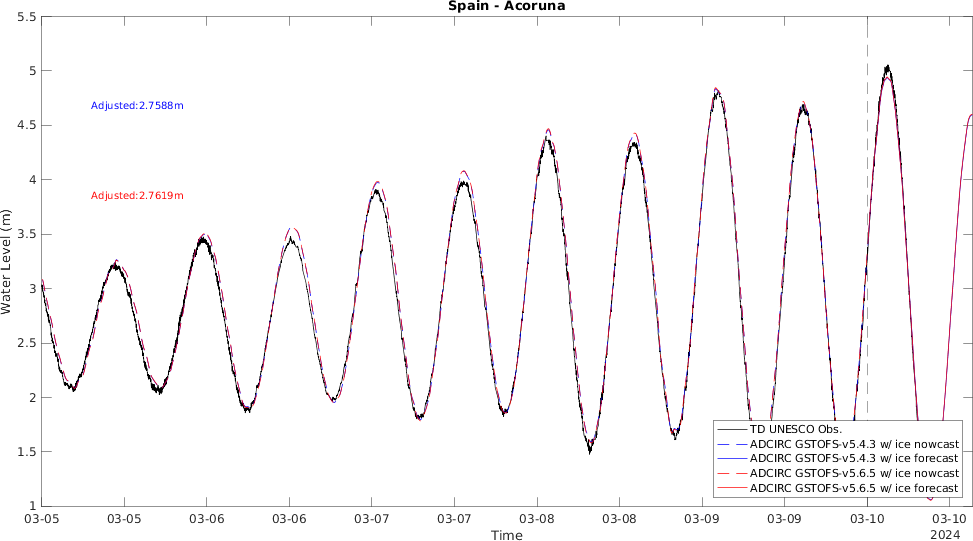 Spain - Acoruna
5.5
5
4.5
4
3.5
3
2.5
2
1.5
1
Water Level (m)
Adjusted:2.7588m
Adjusted:2.7619m
TD UNESCO Obs.
ADCIRC GSTOFS-v5.4.3 w/ ice nowcast
ADCIRC GSTOFS-v5.4.3 w/ ice forecast
ADCIRC GSTOFS-v5.6.5 w/ ice nowcast
ADCIRC GSTOFS-v5.6.5 w/ ice forecast
03-05 03-05 03-06 03-06 03-07 03-07 03-08 03-08 03-09 03-09 03-10 03-10
2024
Time